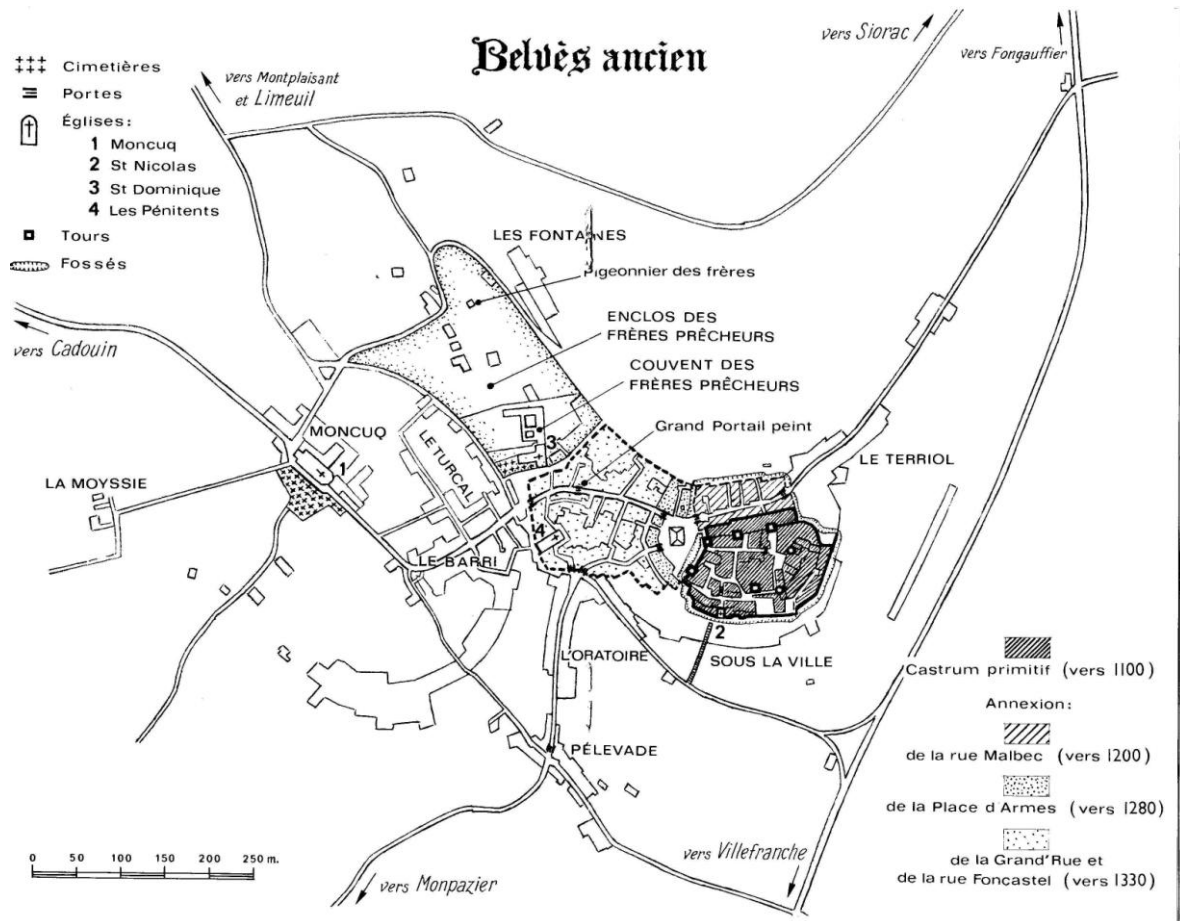 Belvès ancien
Cimetières
Portes
Églises:
1 Moncuq
2 St Nicolas
3 St Dominique
4 Les Pénitents
Tours
Fossés
vers Montplaisant
et Limeuil
vers Siorac
vers Fongauffier
LES FONTAINES
Pigeonnier des frères
ENCLOS DES
FRÈRES PRÊCHEURS
COUVENT DES
FRÈRES PRÊCHEURS
Grand Portail peint
vers Cadouin
MONCUQ
1
LE TURCAL
3
LE TERRIOL
LA MOYSSIE
4
LE BARRI
2
L'ORATOIRE
SOUS LA VILLE
PÉLEVADE
Castrum primitif (vers 1100)
Annexion:
de la rue Malbec (vers 1200)
de la Place d Armes (vers 1280)
de la Grand'Rue et
de la rue Fonçastel (vers 1330)
vers Villefranche
vers Monpazier
0 50 100 150 200 250 m.